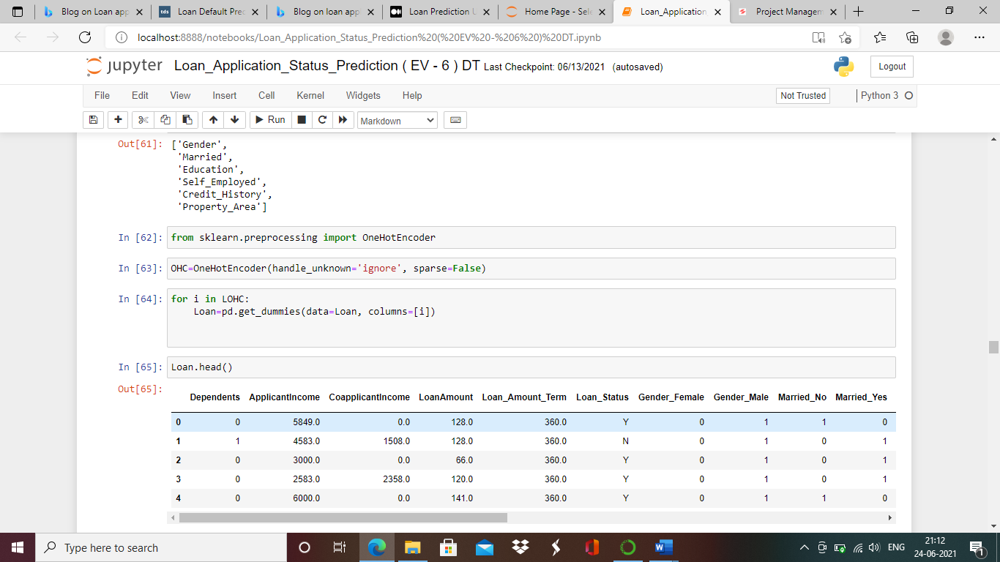 Blog on Loan app
Loan Default Pred
Blog on loan app
Loan Prediction U
Home Page - Sele
Loan_Application
Project Managem
localhost:8888/notebooks/Loan_Application_Status_Prediction%20(%20EV%20-%206%20)%20DT.ipynb
jupyter Loan_Application_Status_Prediction ( EV - 6 ) DT Last Checkpoint: 06/13/2021 (autosaved)
Logout
File Edit View Insert Cell Kernel Widgets Help
Not Trusted
Python 3
Run
Markdown
Out[61]: ['Gender',
'Married',
'Education',
'Self_Employed',
'Credit_History',
'Property_Area']
In [62]: from sklearn.preprocessing import OneHotEncoder
In [63]: OHC=OneHotEncoder(handle_unknown='ignore', sparse=False)
In [64]: for i in LOHC:
Loan=pd.get_dummies(data=Loan, columns=[i])
In [65]: Loan.head()
Out[65]:
Dependents ApplicantIncome CoapplicantIncome LoanAmount Loan_Amount_Term Loan_Status Gender_Female Gender_Male Married_No Married_Yes
0 0 5849.0 0.0 128.0 360.0 Y 0 1 1 0
1 1 4583.0 1508.0 128.0 360.0 N 0 1 0 1
2 0 3000.0 0.0 66.0 360.0 Y 0 1 0 1
3 0 2583.0 2358.0 120.0 360.0 Y 0 1 0 1
4 0 6000.0 0.0 141.0 360.0 Y 0 1 1 0
Type here to search
ENG
21:12
24-06-2021
1